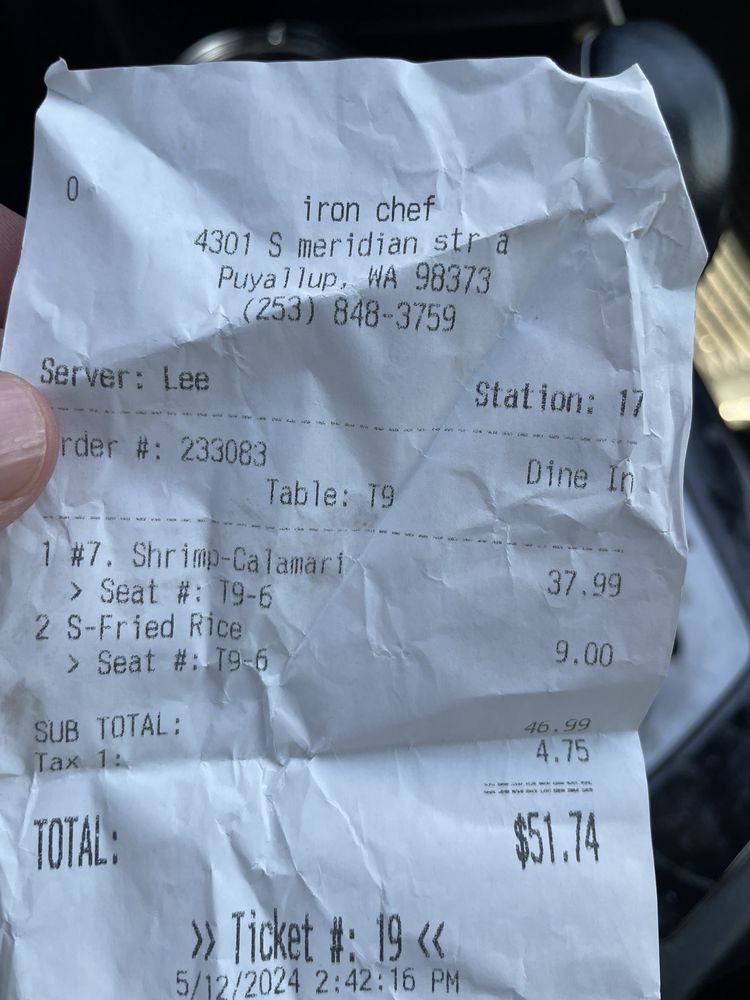 0
iron chef
4301 S meridian str a
Puyallup, WA 98373
(253) 848-3759
Server: Lee Station: 17
rder #: 233083 Dine In
Table: T9
1 #7. Shrimp-Calamari 37.99
> Seat #: T9-6
2 S-Fried Rice 9.00
> Seat #: T9-6
SUB TOTAL: 46.99
Tax 1: 4.75
TOTAL: $51.74
>> Ticket #: 19 <<
5/12/2024 2:42:16 PM